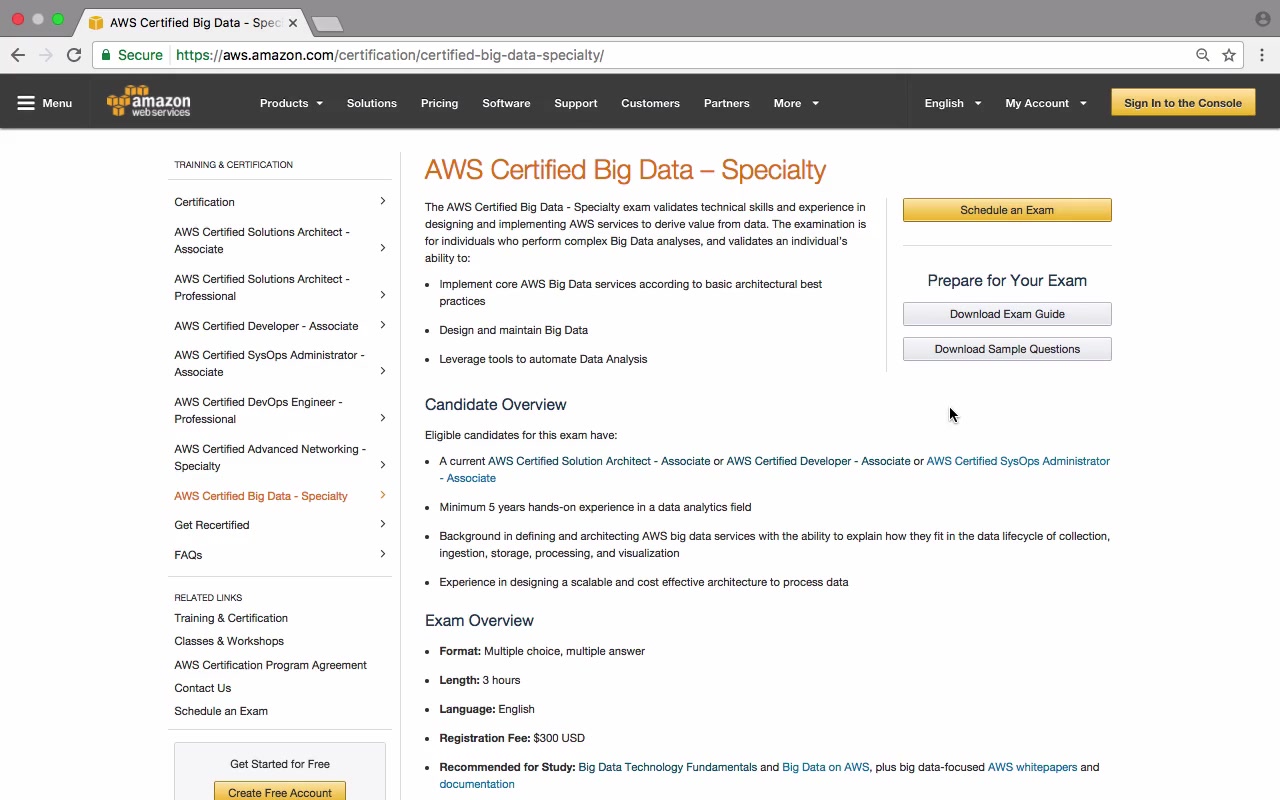 AWS Certified Big Data - Spec
Secure https://aws.amazon.com/certification/certified-big-data-specialty/
Menu amazon web services Products Solutions Pricing Software Support Customers Partners More English My Account Sign In to the Console
TRAINING & CERTIFICATION
Certification
AWS Certified Solutions Architect -
Associate
AWS Certified Solutions Architect -
Professional
AWS Certified Developer - Associate
AWS Certified SysOps Administrator -
Associate
AWS Certified DevOps Engineer -
Professional
AWS Certified Advanced Networking -
Specialty
AWS Certified Big Data - Specialty
Get Recertified
FAQs
RELATED LINKS
Training & Certification
Classes & Workshops
AWS Certification Program Agreement
Contact Us
Schedule an Exam
Get Started for Free
Create Free Account
AWS Certified Big Data – Specialty
The AWS Certified Big Data - Specialty exam validates technical skills and experience in
designing and implementing AWS services to derive value from data. The examination is
for individuals who perform complex Big Data analyses, and validates an individual's
ability to:
• Implement core AWS Big Data services according to basic architectural best
practices
• Design and maintain Big Data
• Leverage tools to automate Data Analysis
Schedule an Exam
Prepare for Your Exam
Download Exam Guide
Download Sample Questions
Candidate Overview
Eligible candidates for this exam have:
• A current AWS Certified Solution Architect - Associate or AWS Certified Developer - Associate or AWS Certified SysOps Administrator
- Associate
• Minimum 5 years hands-on experience in a data analytics field
• Background in defining and architecting AWS big data services with the ability to explain how they fit in the data lifecycle of collection,
ingestion, storage, processing, and visualization
• Experience in designing a scalable and cost effective architecture to process data
Exam Overview
• Format: Multiple choice, multiple answer
• Length: 3 hours
• Language: English
• Registration Fee: $300 USD
• Recommended for Study: Big Data Technology Fundamentals and Big Data on AWS, plus big data-focused AWS whitepapers and
documentation